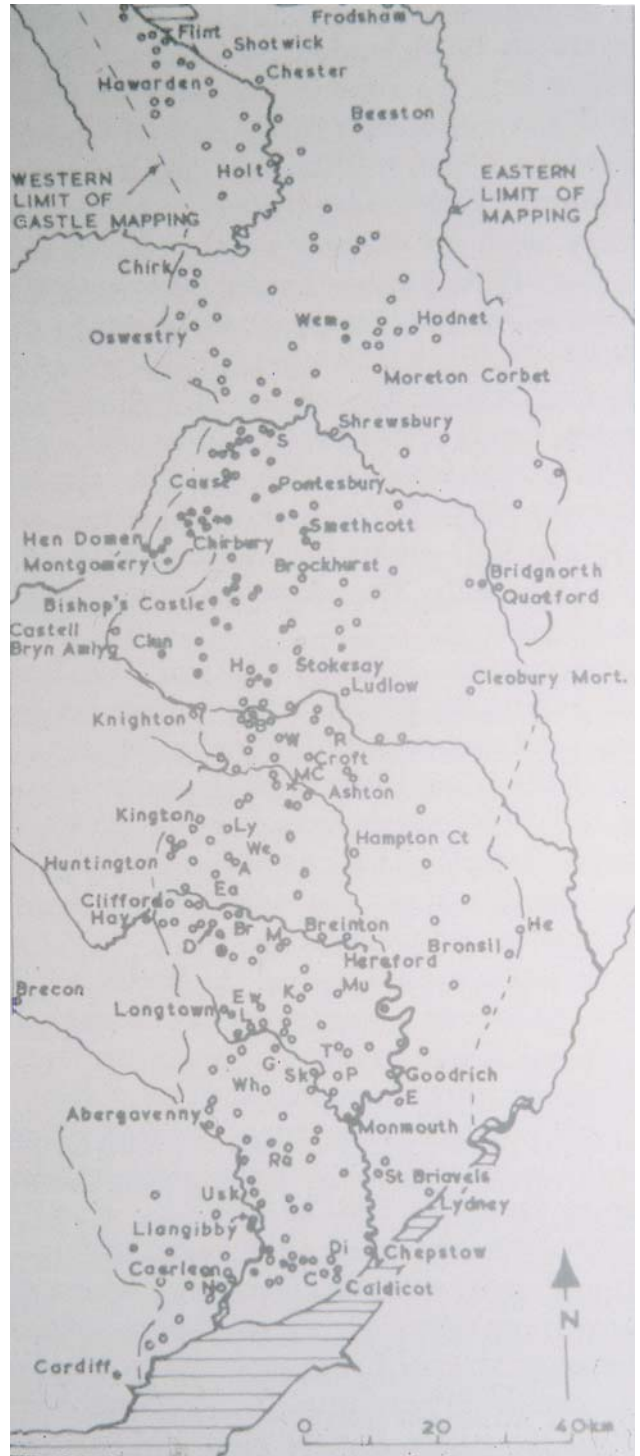 Frodsham
Flint
Shotwick
Chester
Hawarden
Beeston
Holt
WESTERN
LIMIT OF
CASTLE MAPPING
EASTERN
LIMIT OF
MAPPING
Chirk
Wem
Hodnet
Oswestry
Moreton Corbet
Shrewsbury
S
Cause
Pontesbury
Smethcott
Hen Domen
Montgomery
Chirbury
Brockhurst
Bridgnorth
Quatford
Bishop's Castle
Castell
Bryn Amlyg
Clun
H
Stokesay
Ludlow
Cleobury Mort.
Knighton
B
W
R
Croft
MC
Ashton
Kington
Ly
Hampton Ct
Huntington
We
A
Ea
Clifford
Hay
Br
Breinton
He
D
M
Hereford
Bronsil
Brecon
Mu
K
Longtown
Ew
L
T
G
Sk
P
Goodrich
Wh
E
Abergavenny
Monmouth
Ra
St Briavels
Usk
Lydney
Llangibby
Di
Chepstow
Caerleon
C
N
Caldicot
Cardiff
N
0 20 40 km